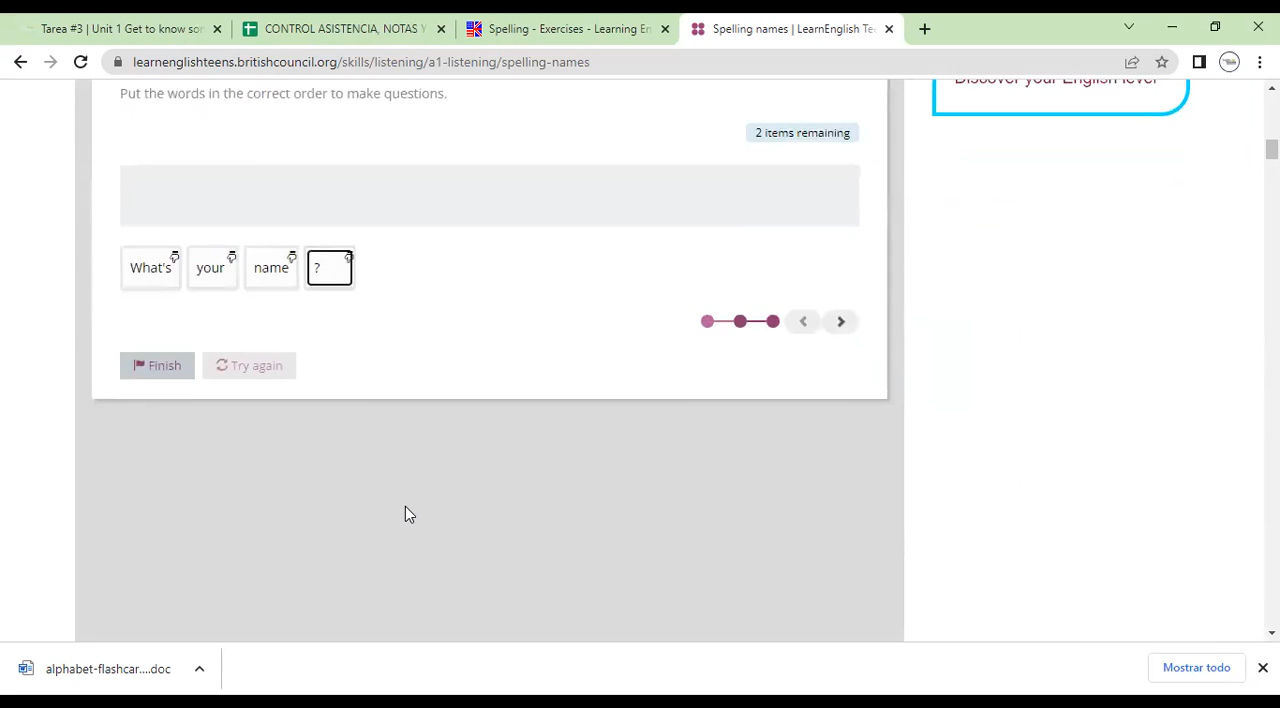 Tarea #3 | Unit 1 Get to know sor
CONTROL ASISTENCIA, NOTAS Y
Spelling - Exercises - Learning En
Spelling names | LearnEnglish Tee
learnenglishteens.britishcouncil.org/skills/listening/a1-listening/spelling-names
Discover your English level
Put the words in the correct order to make questions.
2 items remaining
What's your name ?
Finish Try again
alphabet-flashcar....doc
Mostrar todo